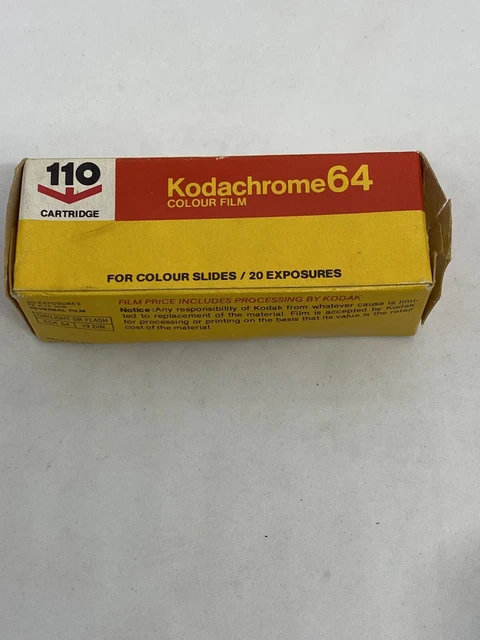 110
CARTRIDGE
Kodachrome64
COLOUR FILM
FOR COLOUR SLIDES / 20 EXPOSURES
20 EXPOSURES
REVERSAL FILM
DAYLIGHT OR FLASH
64 19 DIN
FILM PRICE INCLUDES PROCESSING BY KODAK
Notice: Any responsibility of Kodak from whatever cause is limi-
ted to replacement of the material. Film is accepted by Kodak
for processing or printing on the basis that its value is the retail
cost of the material.